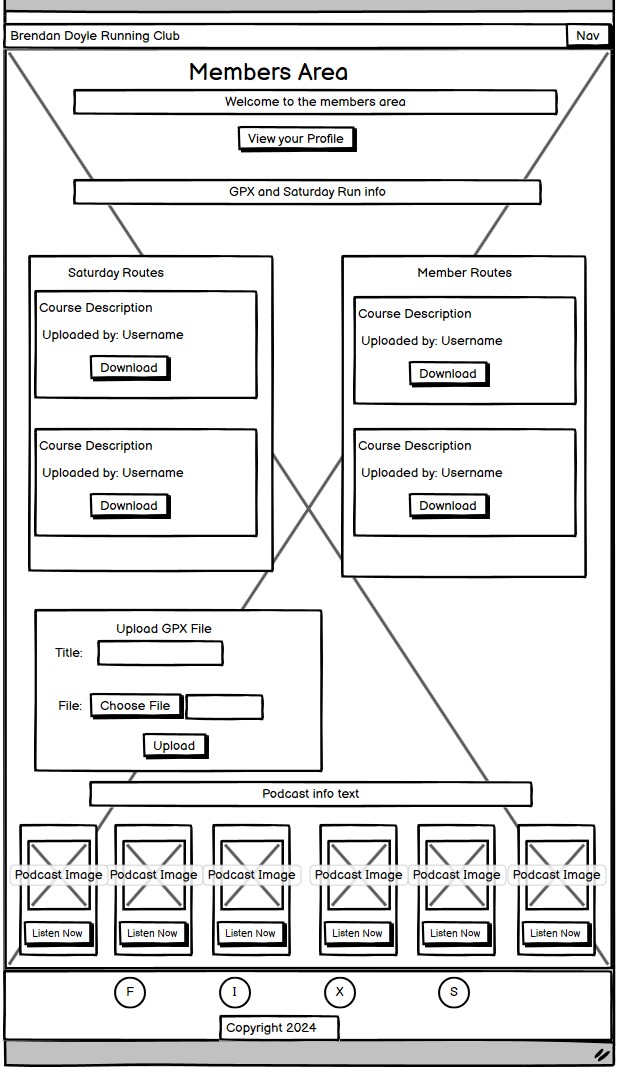 Brendan Doyle Running Club
Nav
Members Area
Welcome to the members area
View your Profile
GPX and Saturday Run info
Saturday Routes
Course Description
Uploaded by: Username
Download
Course Description
Uploaded by: Username
Download
Member Routes
Course Description
Uploaded by: Username
Download
Course Description
Uploaded by: Username
Download
Upload GPX File
Title:
File:
Choose File
Upload
Podcast info text
Podcast Image
Podcast Image
Podcast Image
Podcast Image
Podcast Image
Podcast Image
Listen Now
Listen Now
Listen Now
Listen Now
Listen Now
Listen Now
F
I
X
S
Copyright 2024